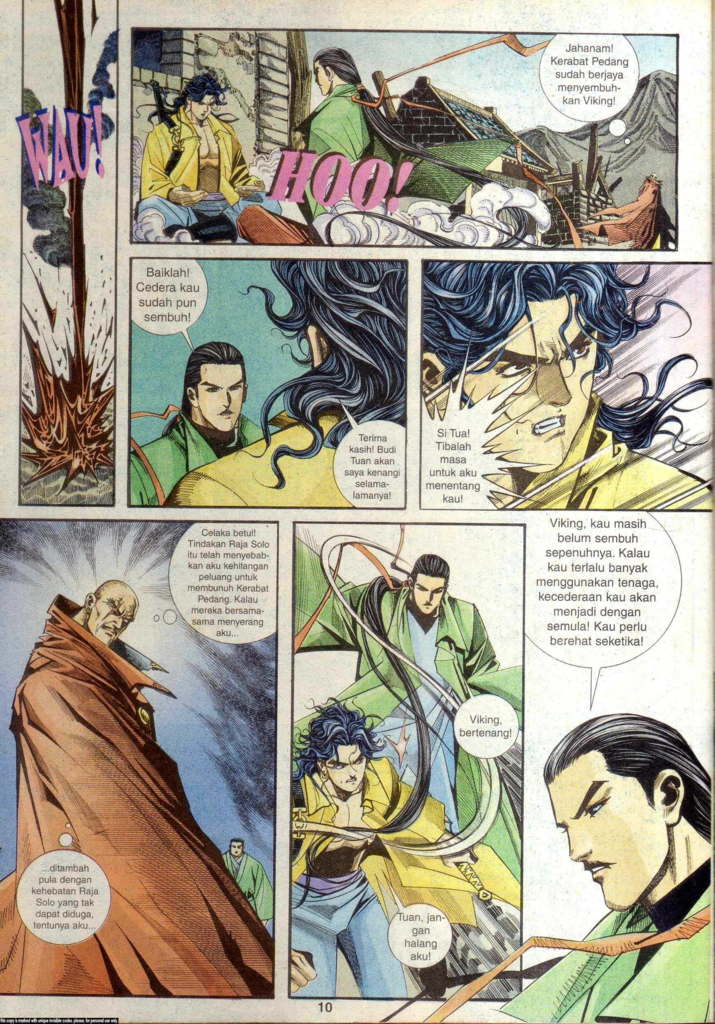 WAU!
Jahanam!
Kerabat Pedang
sudah berjaya
menyembuh-
kan Viking!
HOO!
Baiklah!
Cedera kau
sudah pun
sembuh!
Terima
kasih! Budi
Tuan akan
saya kenangi
selama-
lamanya!
Si Tua!
Tibalah
masa
untuk aku
menentang
kau!
Celaka betul!
Tindakan Raja Solo
itu telah menyebab-
kan aku kehilangan
peluang untuk
membunuh Kerabat
Pedang. Kalau
mereka bersama-
sama menyerang
aku...
...ditambah
pula dengan
kehebatan Raja
Solo yang tak
dapat diduga,
tentunya aku...
Viking,
bertenang!
Tuan, jan-
gan
halang
aku!
Viking, kau masih
belum sembuh
sepenuhnya. Kalau
kau terlalu banyak
menggunakan tenaga,
kecederaan kau akan
menjadi dengan
semula! Kau perlu
berehat seketika!
10